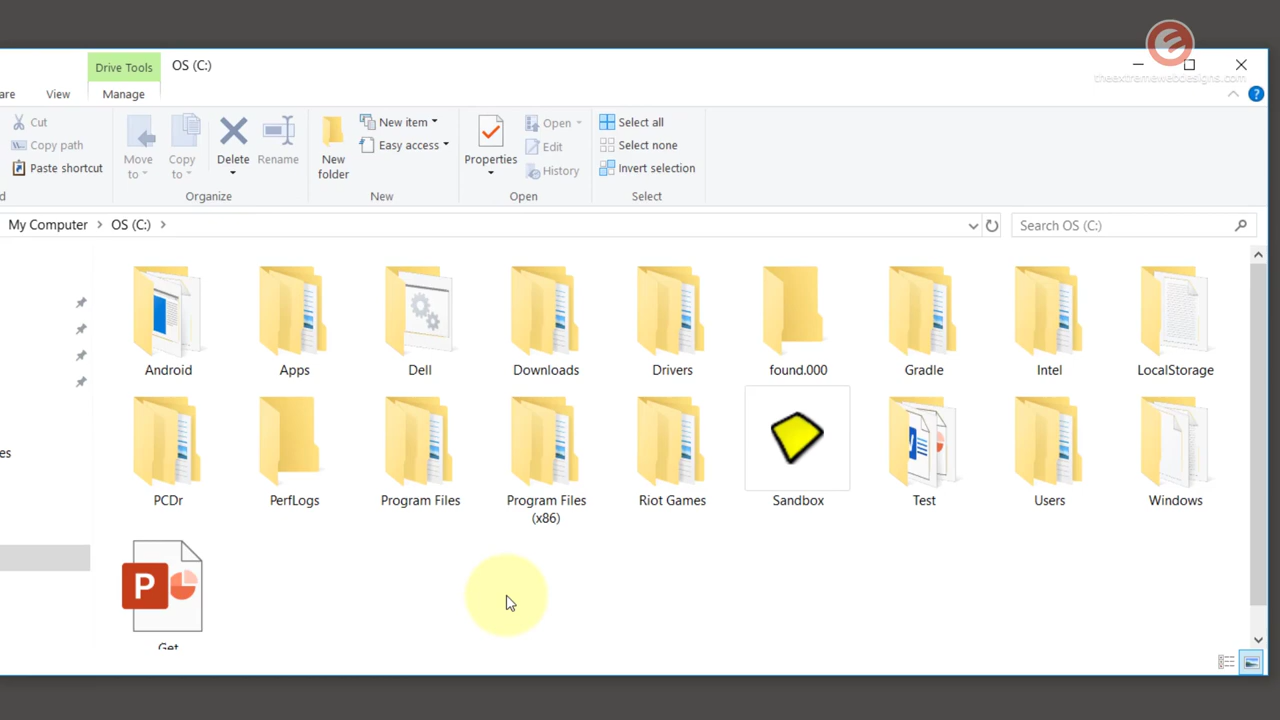 Drive Tools
OS (C:)
theextremewebdesigns.com
are
View
Manage
Cut
Copy path
Paste shortcut
Move to
Copy to
Delete
Rename
New folder
New item
Easy access
Properties
Open
Edit
History
Select all
Select none
Invert selection
d
Organize
New
Open
Select
My Computer > OS (C:) >
Search OS (C:)
Android
Apps
Dell
Downloads
Drivers
found.000
Gradle
Intel
LocalStorage
es
PCDr
PerfLogs
Program Files
Program Files
(x86)
Riot Games
Sandbox
Test
Users
Windows
P
Get